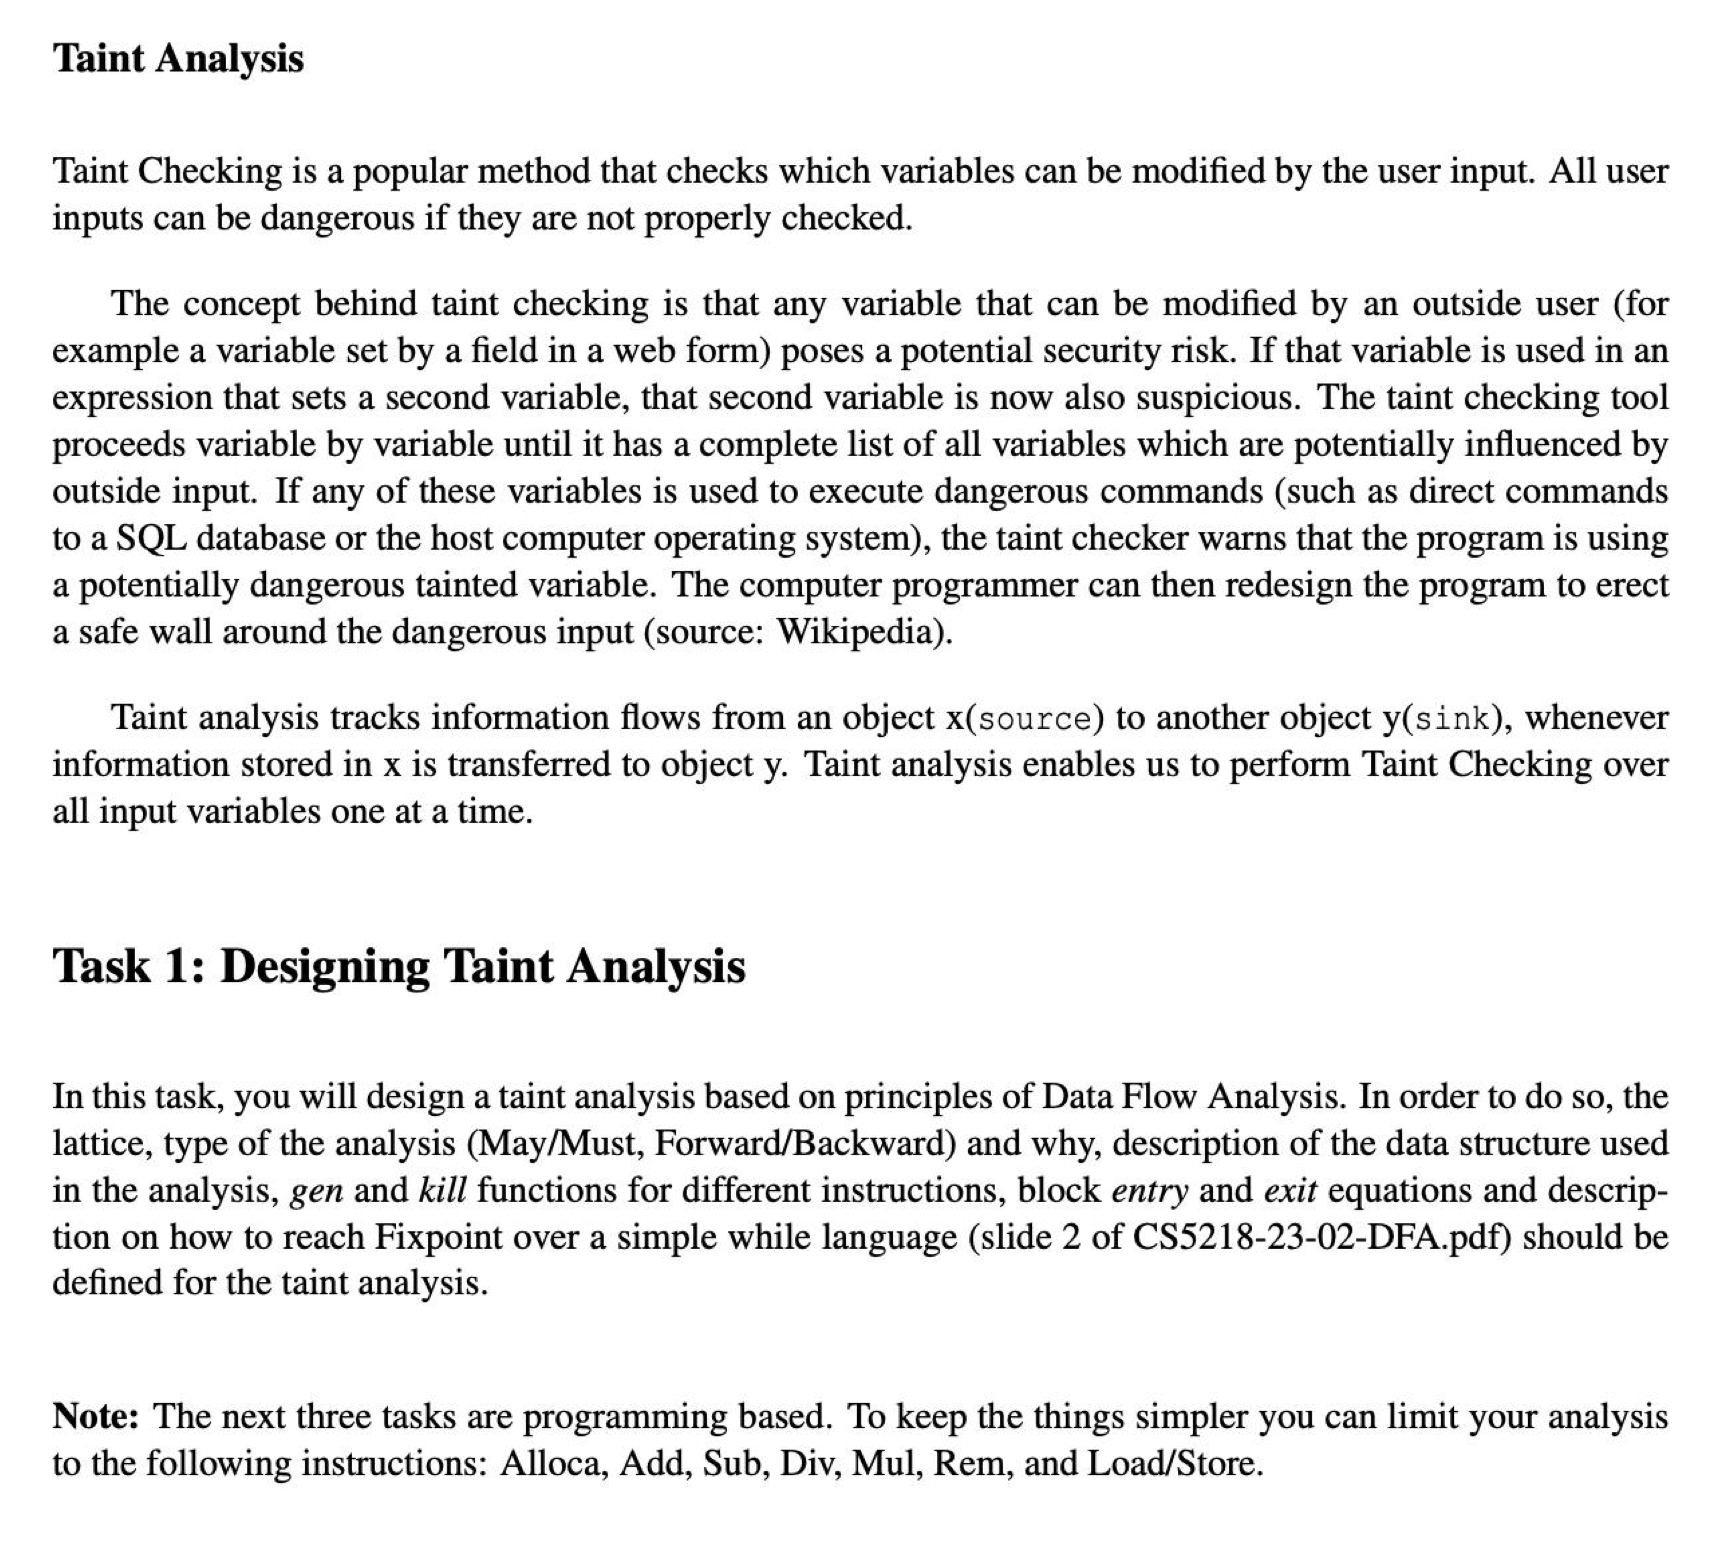 Taint Analysis
Taint Checking is a popular method that checks which variables can be modified by the user input. All user
inputs can be dangerous if they are not properly checked.
The concept behind taint checking is that any variable that can be modified by an outside user (for
example a variable set by a field in a web form) poses a potential security risk. If that variable is used in an
expression that sets a second variable, that second variable is now also suspicious. The taint checking tool
proceeds variable by variable until it has a complete list of all variables which are potentially influenced by
outside input. If any of these variables is used to execute dangerous commands (such as direct commands
to a SQL database or the host computer operating system), the taint checker warns that the program is using
a potentially dangerous tainted variable. The computer programmer can then redesign the program to erect
a safe wall around the dangerous input (source: Wikipedia).
Taint analysis tracks information flows from an object x(source) to another object y(sink), whenever
information stored in x is transferred to object y. Taint analysis enables us to perform Taint Checking over
all input variables one at a time.
Task 1: Designing Taint Analysis
In this task, you will design a taint analysis based on principles of Data Flow Analysis. In order to do so, the
lattice, type of the analysis (May/Must, Forward/Backward) and why, description of the data structure used
in the analysis, gen and kill functions for different instructions, block entry and exit equations and descrip-
tion on how to reach Fixpoint over a simple while language (slide 2 of CS5218-23-02-DFA.pdf) should be
defined for the taint analysis.
Note: The next three tasks are programming based. To keep the things simpler you can limit your analysis
to the following instructions: Alloca, Add, Sub, Div, Mul, Rem, and Load/Store.